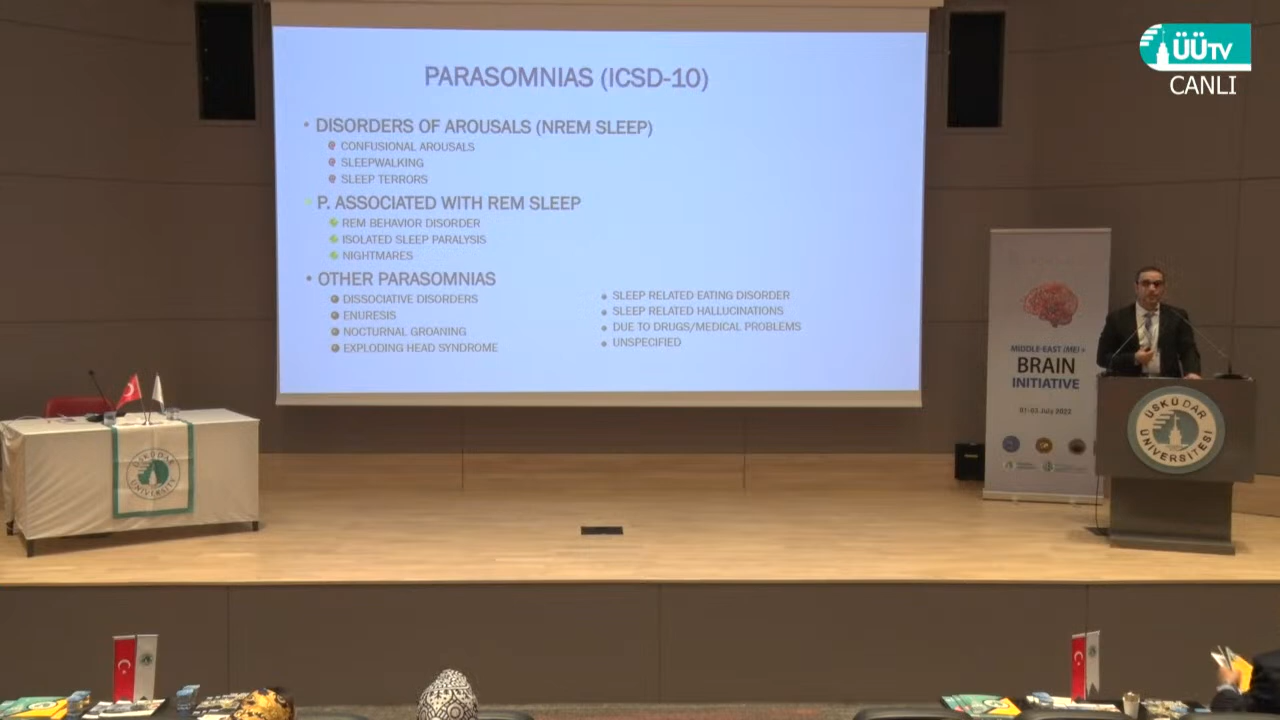 ÜÜTV
CANLI
PARASOMNIAS (ICSD-10)
DISORDERS OF AROUSALS (NREM SLEEP)
CONFUSIONAL AROUSALS
SLEEPWALKING
SLEEP TERRORS
P. ASSOCIATED WITH REM SLEEP
REM BEHAVIOR DISORDER
ISOLATED SLEEP PARALYSIS
NIGHTMARES
OTHER PARASOMNIAS
DISSOCIATIVE DISORDERS
ENURESIS
NOCTURNAL GROANING
EXPLODING HEAD SYNDROME
SLEEP RELATED EATING DISORDER
SLEEP RELATED HALLUCINATIONS
DUE TO DRUGS/MEDICAL PROBLEMS
UNSPECIFIED
MIDDLE-EAST (ME) +
BRAIN
INITIATIVE
01-03 July 2022
ÜSKÜDAR
ÜNİVERSİTESİ
ÜSKÜDAR
UNIVERSITY